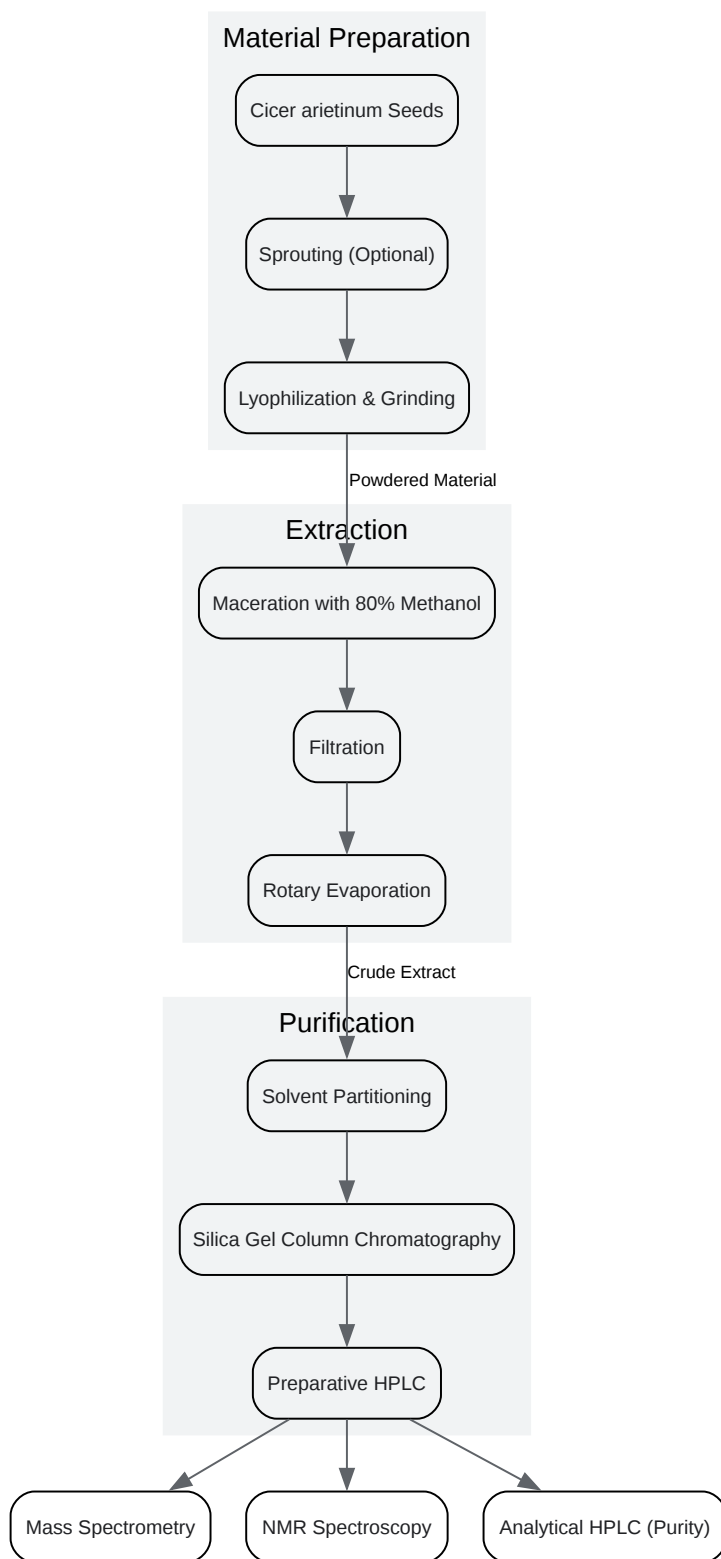 Material Preparation
Cicer arietinum Seeds
Sprouting (Optional)
Lyophilization & Grinding
Powdered Material
Extraction
Maceration with 80% Methanol
Filtration
Rotary Evaporation
Crude Extract
Purification
Solvent Partitioning
Silica Gel Column Chromatography
Preparative HPLC
Mass Spectrometry
NMR Spectroscopy
Analytical HPLC (Purity)